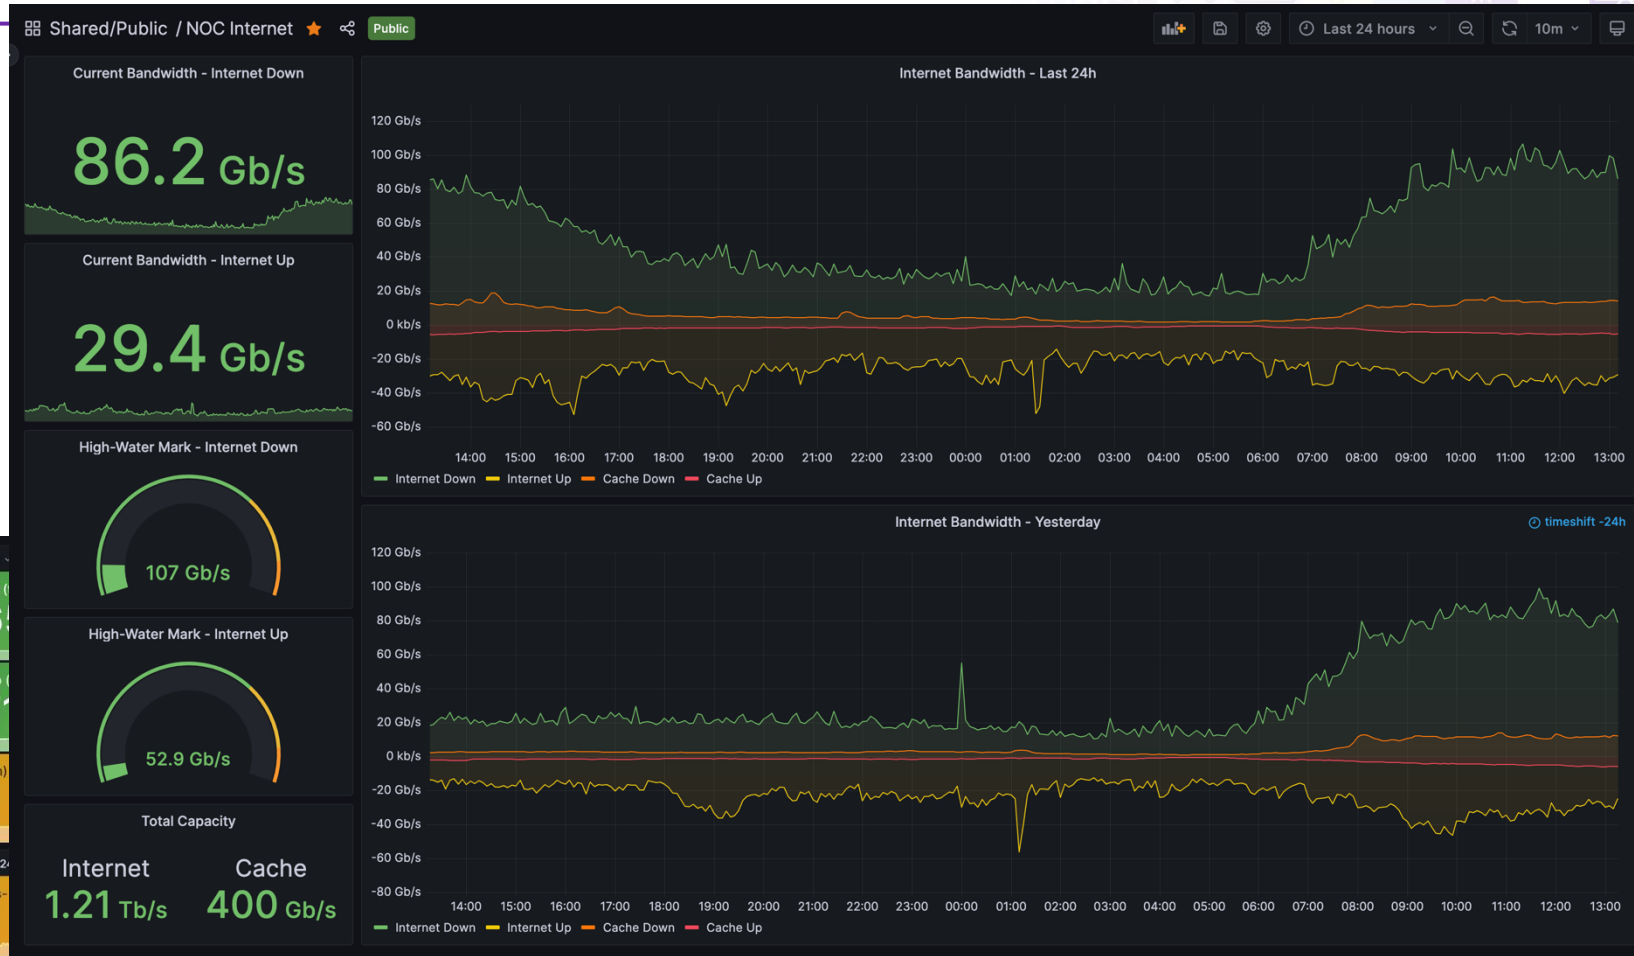 Shared/Public / NOC Internet
Public
Last 24 hours
10m
Current Bandwidth - Internet Down
86.2 Gb/s
Current Bandwidth - Internet Up
29.4 Gb/s
High-Water Mark - Internet Down
107 Gb/s
High-Water Mark - Internet Up
52.9 Gb/s
Total Capacity
Internet Cache
1.21 Tb/s 400 Gb/s
Internet Bandwidth - Last 24h
120 Gb/s
100 Gb/s
80 Gb/s
60 Gb/s
40 Gb/s
20 Gb/s
0 kb/s
-20 Gb/s
-40 Gb/s
-60 Gb/s
14:00 15:00 16:00 17:00 18:00 19:00 20:00 21:00 22:00 23:00 00:00 01:00 02:00 03:00 04:00 05:00 06:00 07:00 08:00 09:00 10:00 11:00 12:00 13:00
Internet Down Internet Up Cache Down Cache Up
Internet Bandwidth - Yesterday
timeshift -24h
120 Gb/s
100 Gb/s
80 Gb/s
60 Gb/s
40 Gb/s
20 Gb/s
0 kb/s
-20 Gb/s
-40 Gb/s
-60 Gb/s
-80 Gb/s
14:00 15:00 16:00 17:00 18:00 19:00 20:00 21:00 22:00 23:00 00:00 01:00 02:00 03:00 04:00 05:00 06:00 07:00 08:00 09:00 10:00 11:00 12:00 13:00
Internet Down Internet Up Cache Down Cache Up